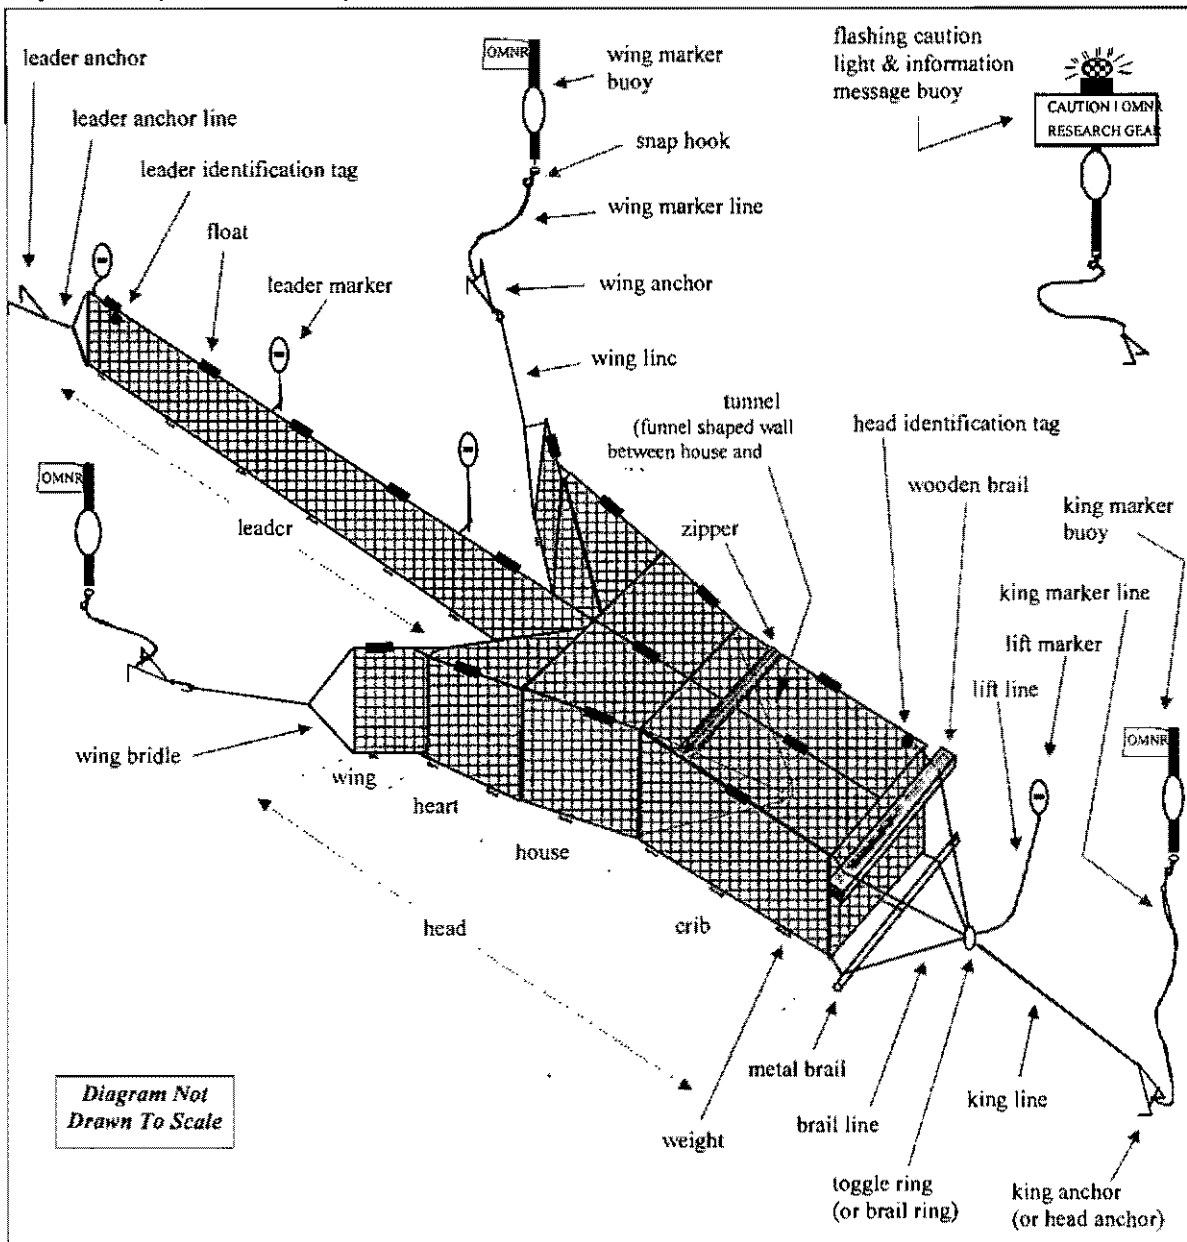 leader anchor
OMNR
wing marker
buoy
flashing caution
light & information
message buoy
CAUTION ! OMNR
RESEARCH GEAR
leader anchor line
snap hook
leader identification tag
wing marker line
float
leader marker
wing anchor
wing line
tunnel
(funnel shaped wall
between house and
head identification tag
OMNR
wooden brail
king marker
buoy
zipper
leader
king marker line
lift marker
lift line
OMNR
wing bridle
wing
heart
house
head
crib
metal brail
brail line
king line
weight
Diagram Not
Drawn To Scale
toggle ring
(or brail ring)
king anchor
(or head anchor)